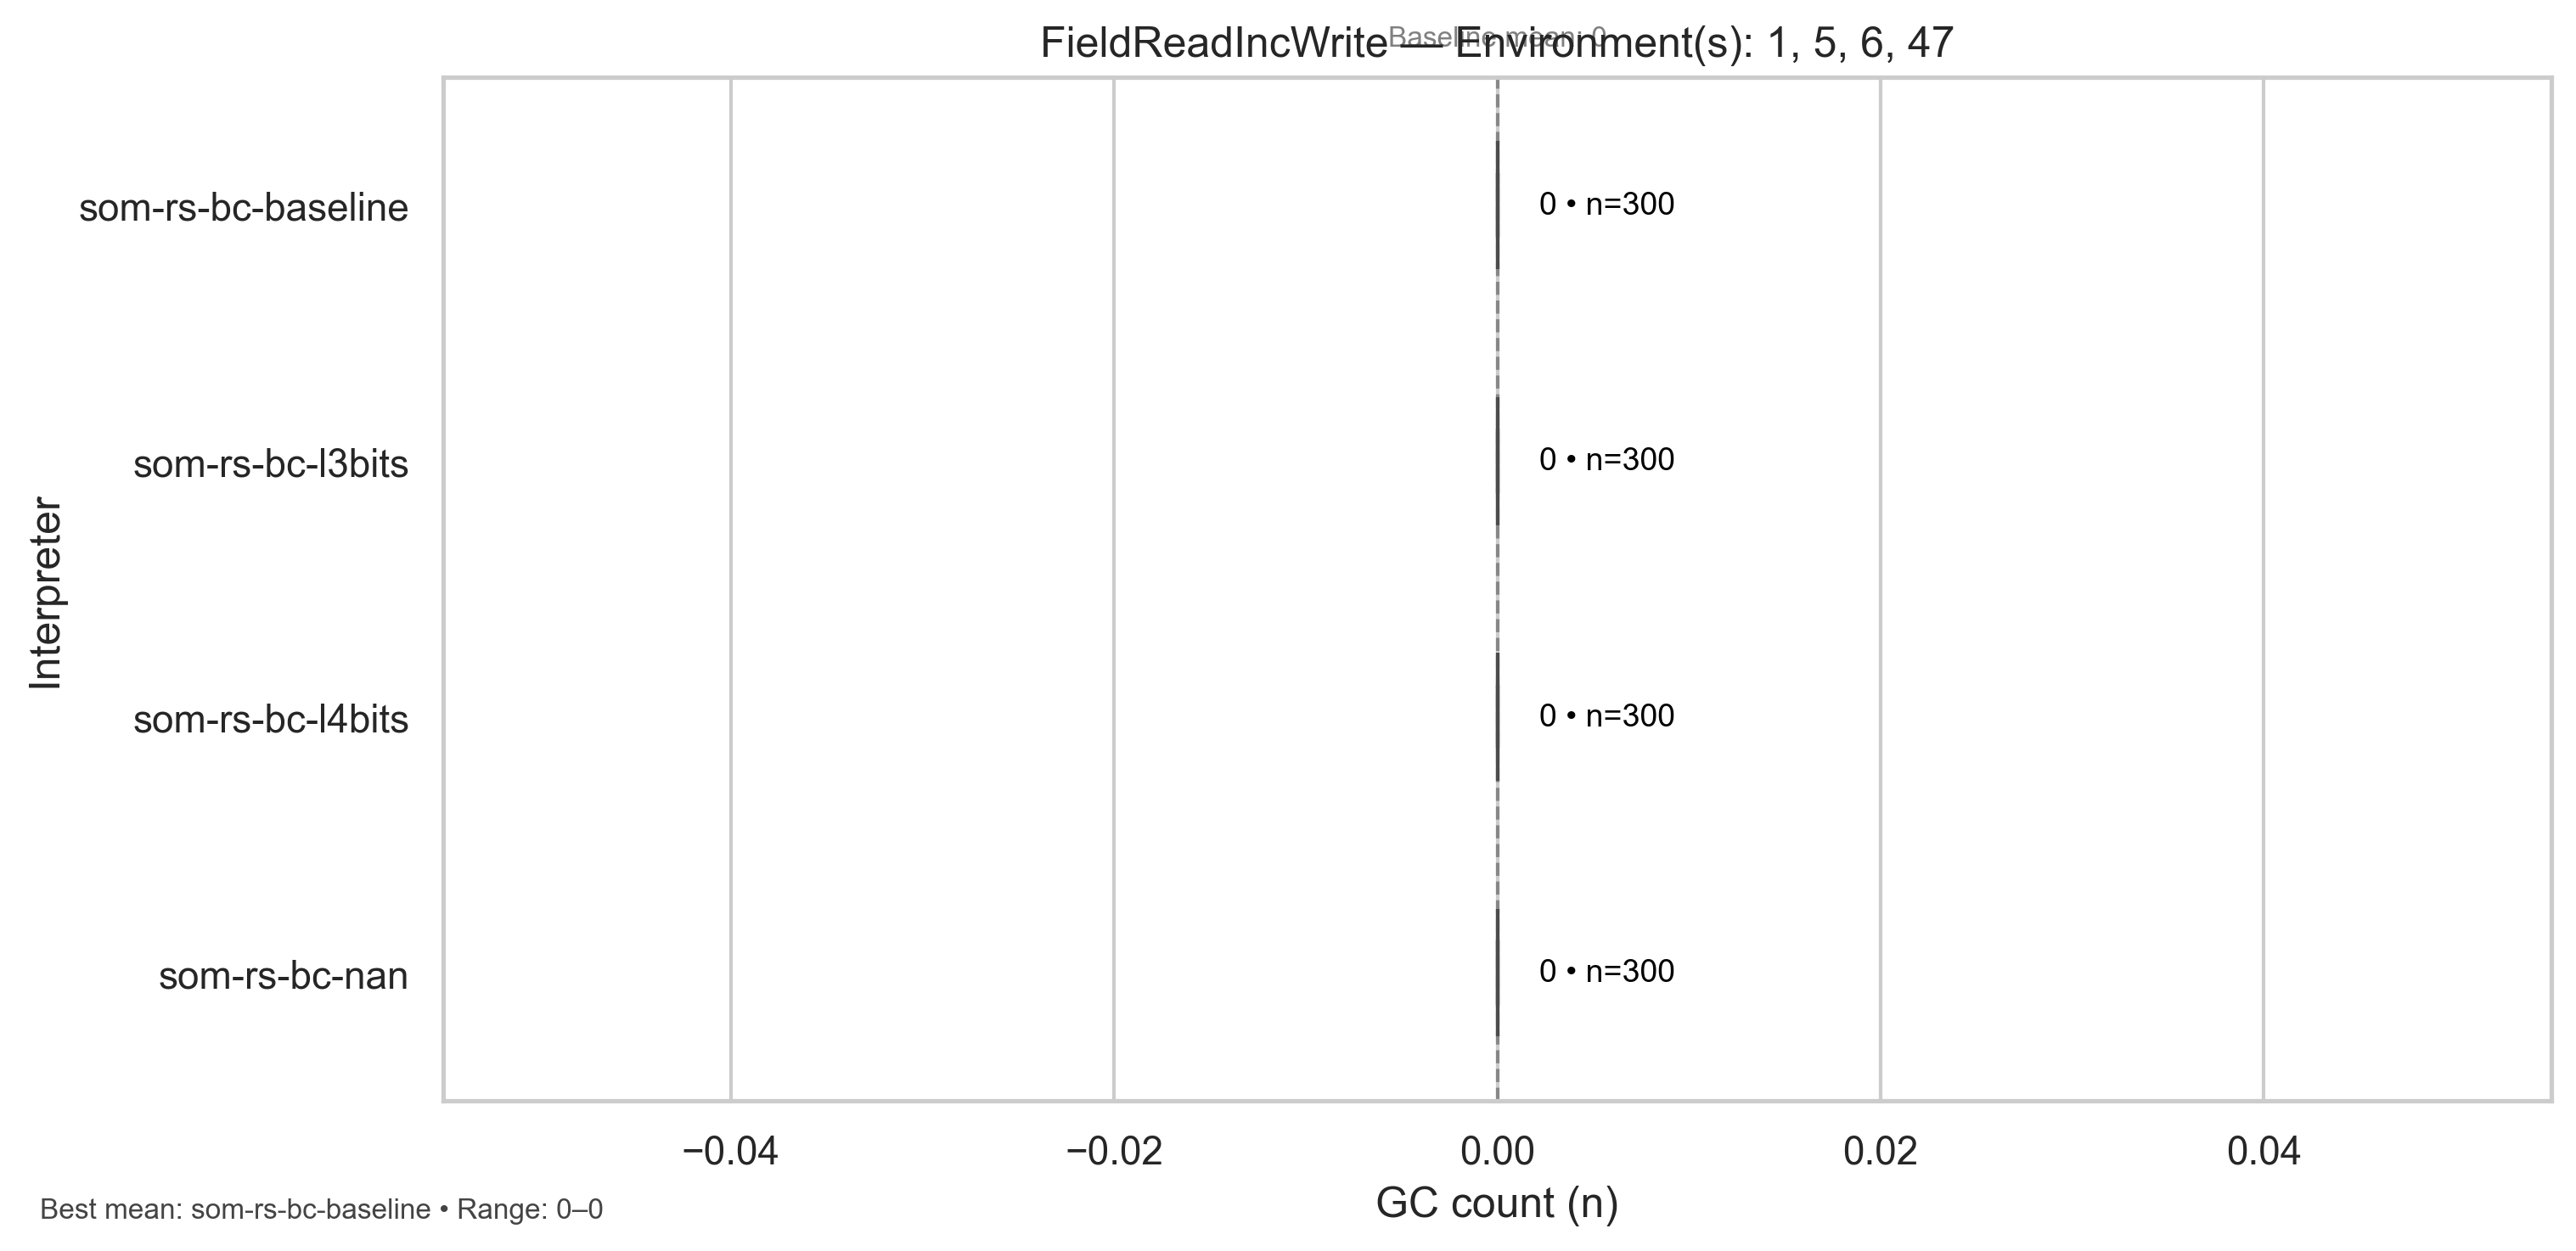 Baseline mean: 0
FieldReadIncWrite — Environment(s): 1, 5, 6, 47
Interpreter
som-rs-bc-baseline
0 • n=300
som-rs-bc-l3bits
0 • n=300
som-rs-bc-l4bits
0 • n=300
som-rs-bc-nan
0 • n=300
−0.04
−0.02
0.00
0.02
0.04
GC count (n)
Best mean: som-rs-bc-baseline • Range: 0–0